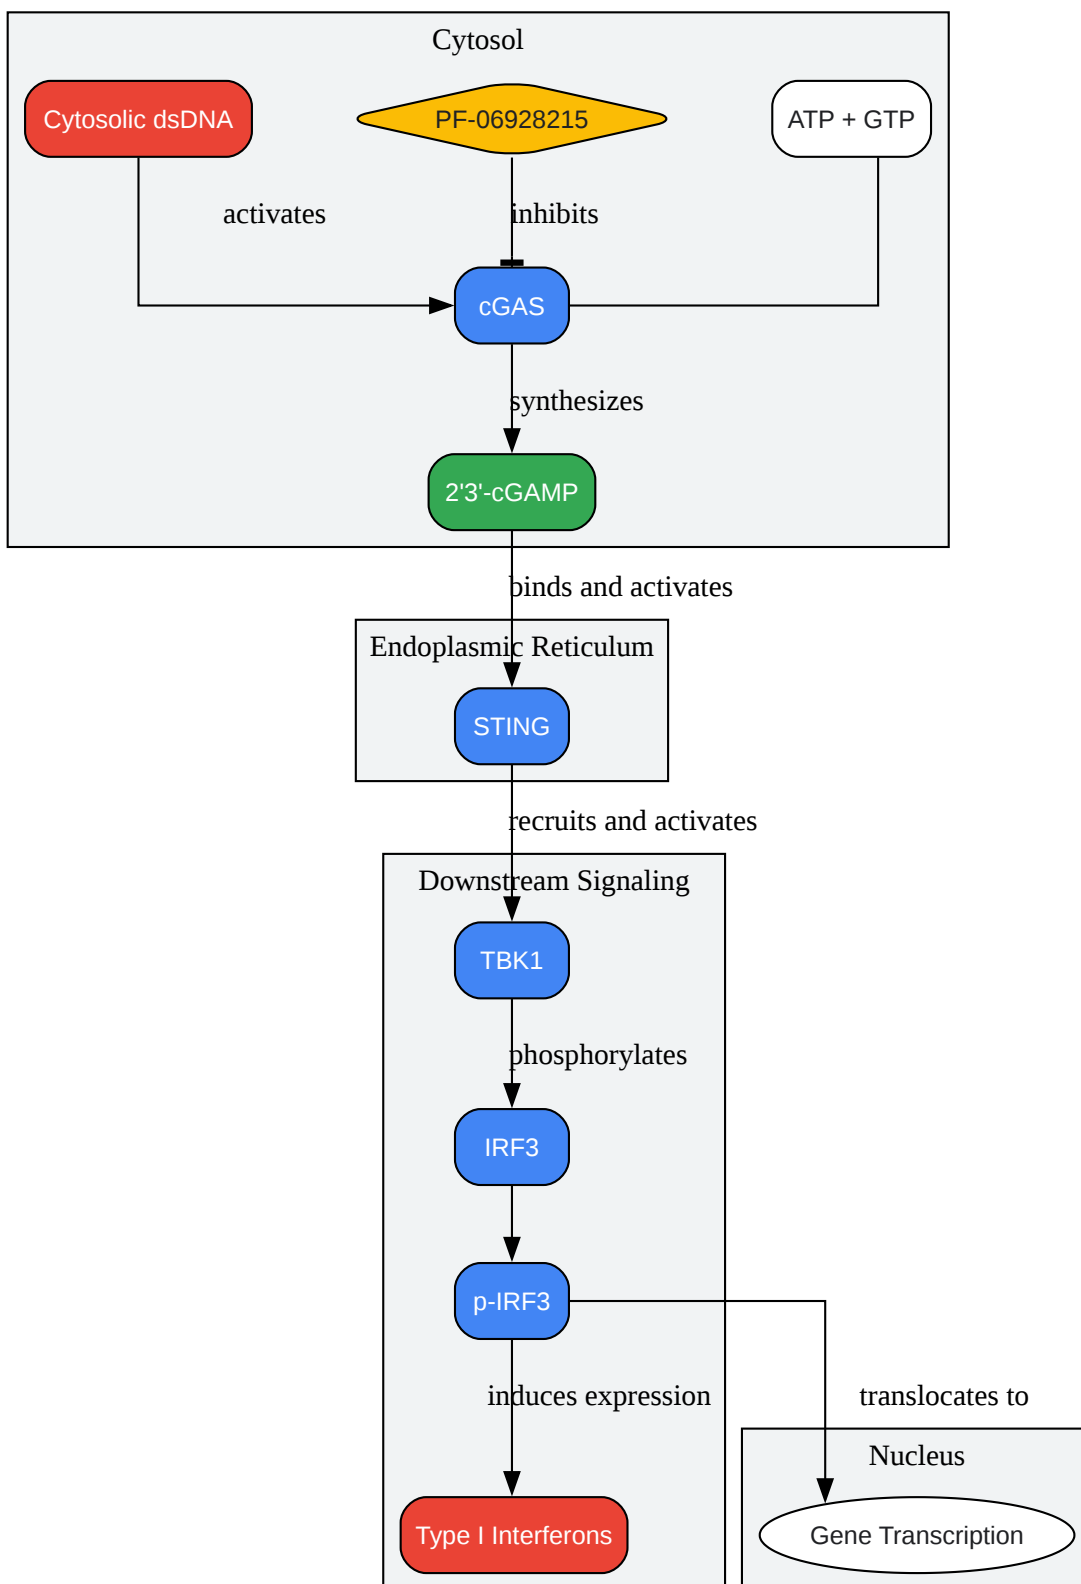 Cytosol
Cytosolic dsDNA
PF-06928215
ATP + GTP
activates
inhibits
cGAS
synthesizes
2'3'-cGAMP
binds and activates
Endoplasmic Reticulum
STING
recruits and activates
Downstream Signaling
TBK1
phosphorylates
IRF3
p-IRF3
induces expression
translocates to
Nucleus
Type I Interferons
Gene Transcription